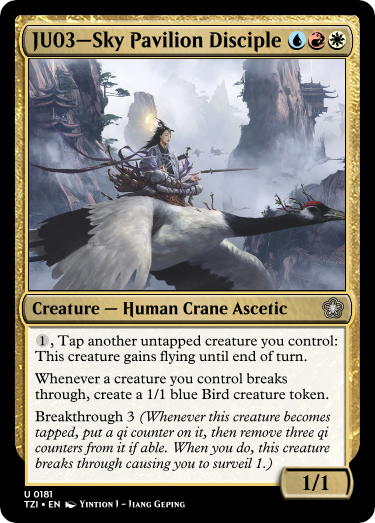 JU03—Sky Pavilion Disciple
Creature — Human Crane Ascetic
1, Tap another untapped creature you control:
This creature gains flying until end of turn.
Whenever a creature you control breaks
through, create a 1/1 blue Bird creature token.
Breakthrough 3 (Whenever this creature becomes
tapped, put a qi counter on it, then remove three qi
counters from it if able. When you do, this creature
breaks through causing you to surveil 1.)
1/1
U 0181
TZI • EN Yintion J - Jiang Geping